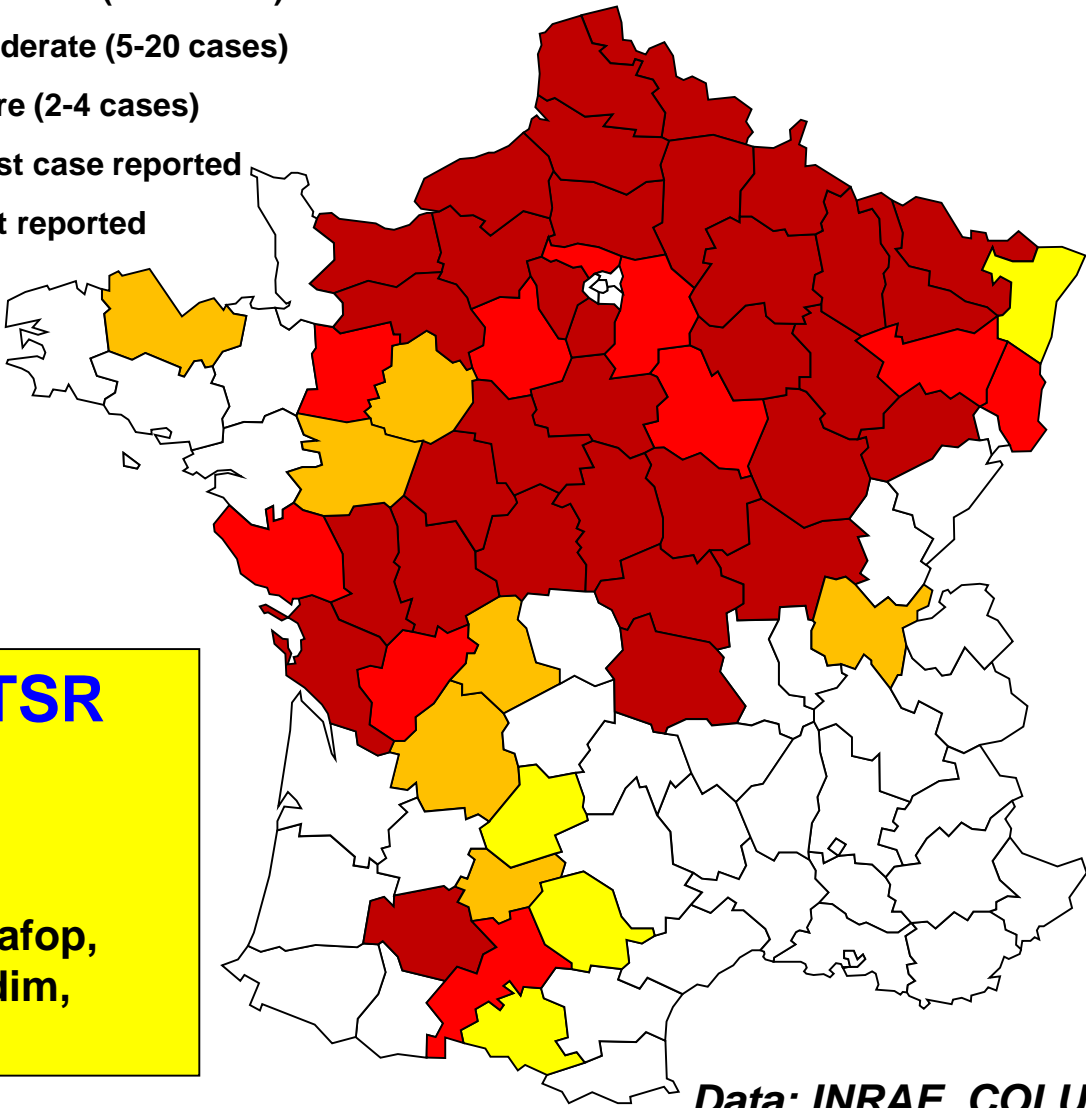 derate (5-20 cases)
re (2-4 cases)
st case reported
t reported
TSR
afop,
dim,
Data: INRAE, COLU